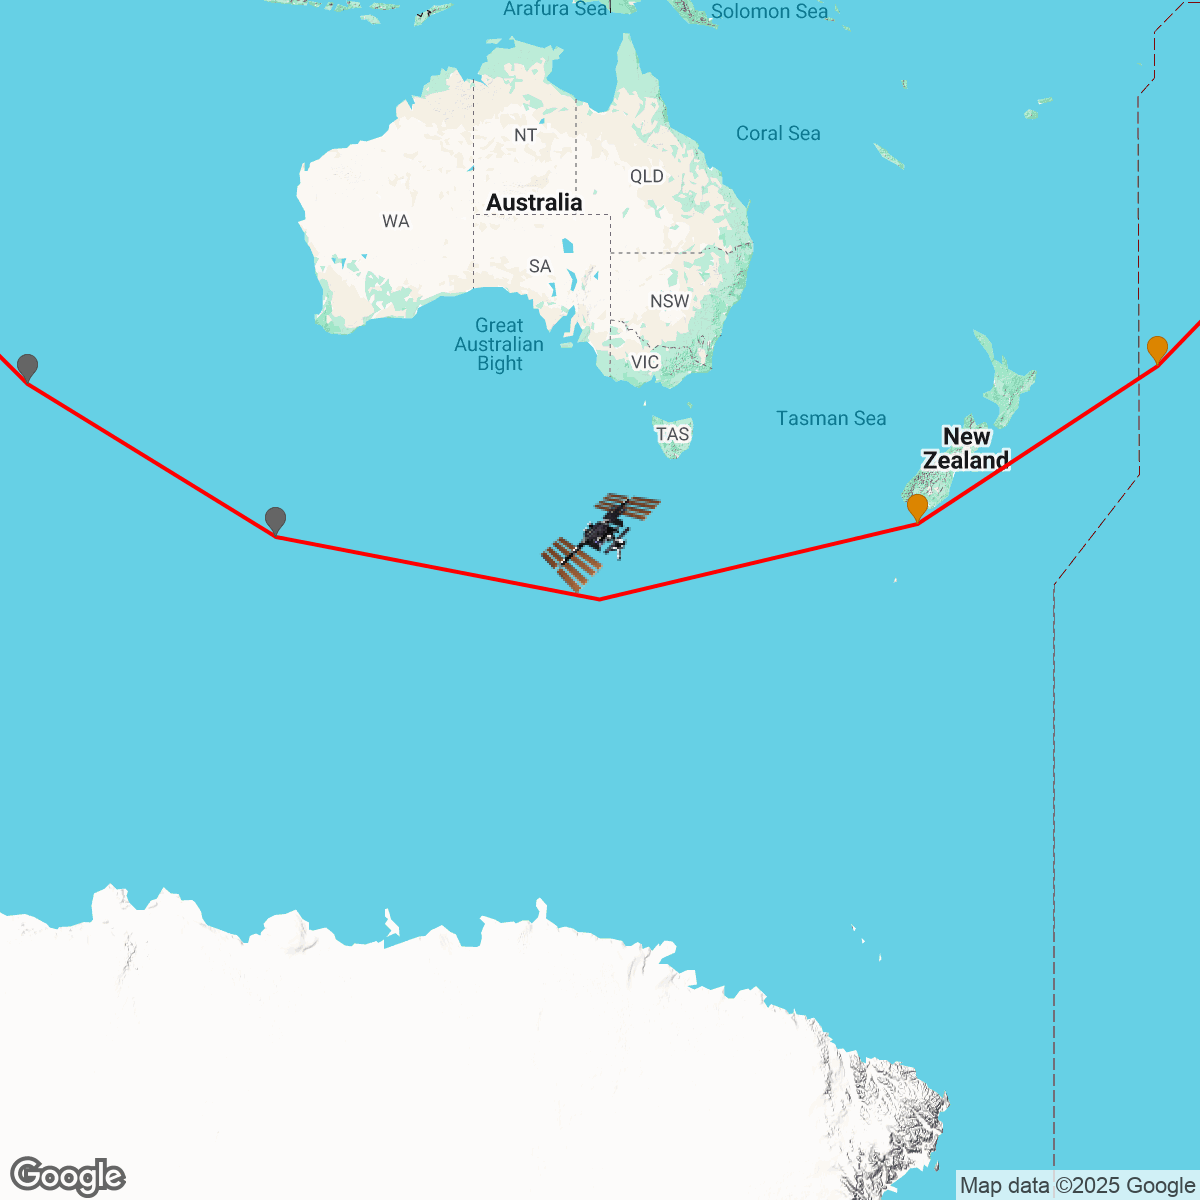 Arafura Sea
Solomon Sea
NT
Coral Sea
QLD
Australia
WA
SA
NSW
Great
Australian
Bight
VIC
Tasman Sea
TAS
New
Zealand
Google
Map data ©2025 Google